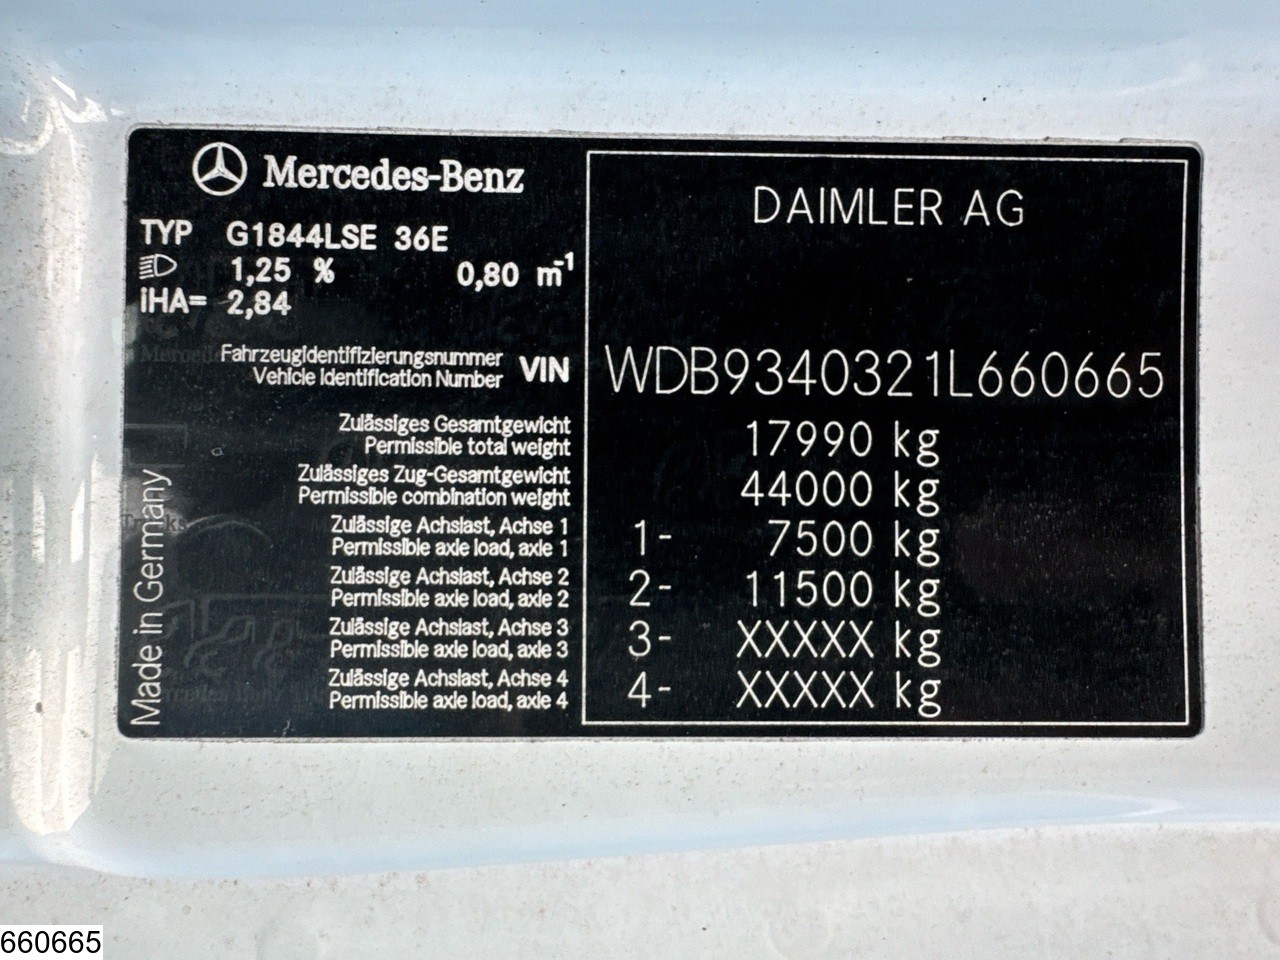 Mercedes-Benz
TYP G1844LSE 36E
1,25 % 0,80 m⁻¹
iHA= 2,84
DAIMLER AG
Fahrzeugidentifizierungsnummer
Vehicle Identification Number VIN WDB9340321L660665
Zulässiges Gesamtgewicht
Permissible total weight 17990 kg
Zulässiges Zug-Gesamtgewicht
Permissible combination weight 44000 kg
Zulässige Achslast, Achse 1
Permissible axle load, axle 1 1- 7500 kg
Zulässige Achslast, Achse 2
Permissible axle load, axle 2 2- 11500 kg
Zulässige Achslast, Achse 3
Permissible axle load, axle 3 3- XXXXX kg
Zulässige Achslast, Achse 4
Permissible axle load, axle 4 4- XXXXX kg
Made in Germany
660665